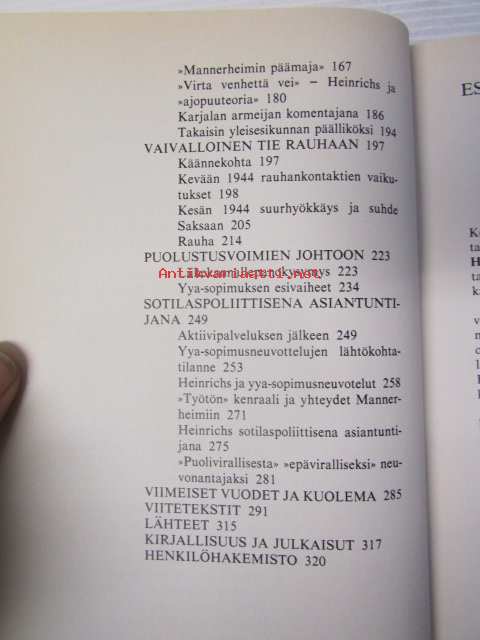 »Mannerheimin päämaja» 167
»Virta venhettä vei» – Heinrichs ja
»ajopuuteoria» 180
Karjalan armeijan komentajana 186
Takaisin yleisesikunnan päälliköksi 194
VAIVALLOINEN TIE RAUHAAN 197
Käännekohta 197
Kevään 1944 rauhankontaktien vaiku-
tukset 198
Kesän 1944 suurhyökkäys ja suhde
Saksaan 205
Rauha 214
PUOLUSTUSVOIMIEN JOHTOON 223
223
Antikvariaatti.net
Yya-sopimuksen esivaiheet 234
SOTILASPOLIITTISENA ASIANTUNTI-
JANA 249
Aktiivipalveluksen jälkeen 249
Yya-sopimusneuvottelujen lähtökohta-
tilanne 253
Heinrichs ja yya-sopimusneuvotelut 258
»Työtön» kenraali ja yhteydet Manner-
heimiin 271
Heinrichs sotilaspoliittisena asiantunti-
jana 275
»Puolivirallisesta» »epäviralliseksi» neu-
vonantajaksi 281
VIIMEISET VUODET JA KUOLEMA 285
VIITETEKSTIT 291
LÄHTEET 315
KIRJALLISUUS JA JULKAISUT 317
HENKILÖHAKEMISTO 320
ES